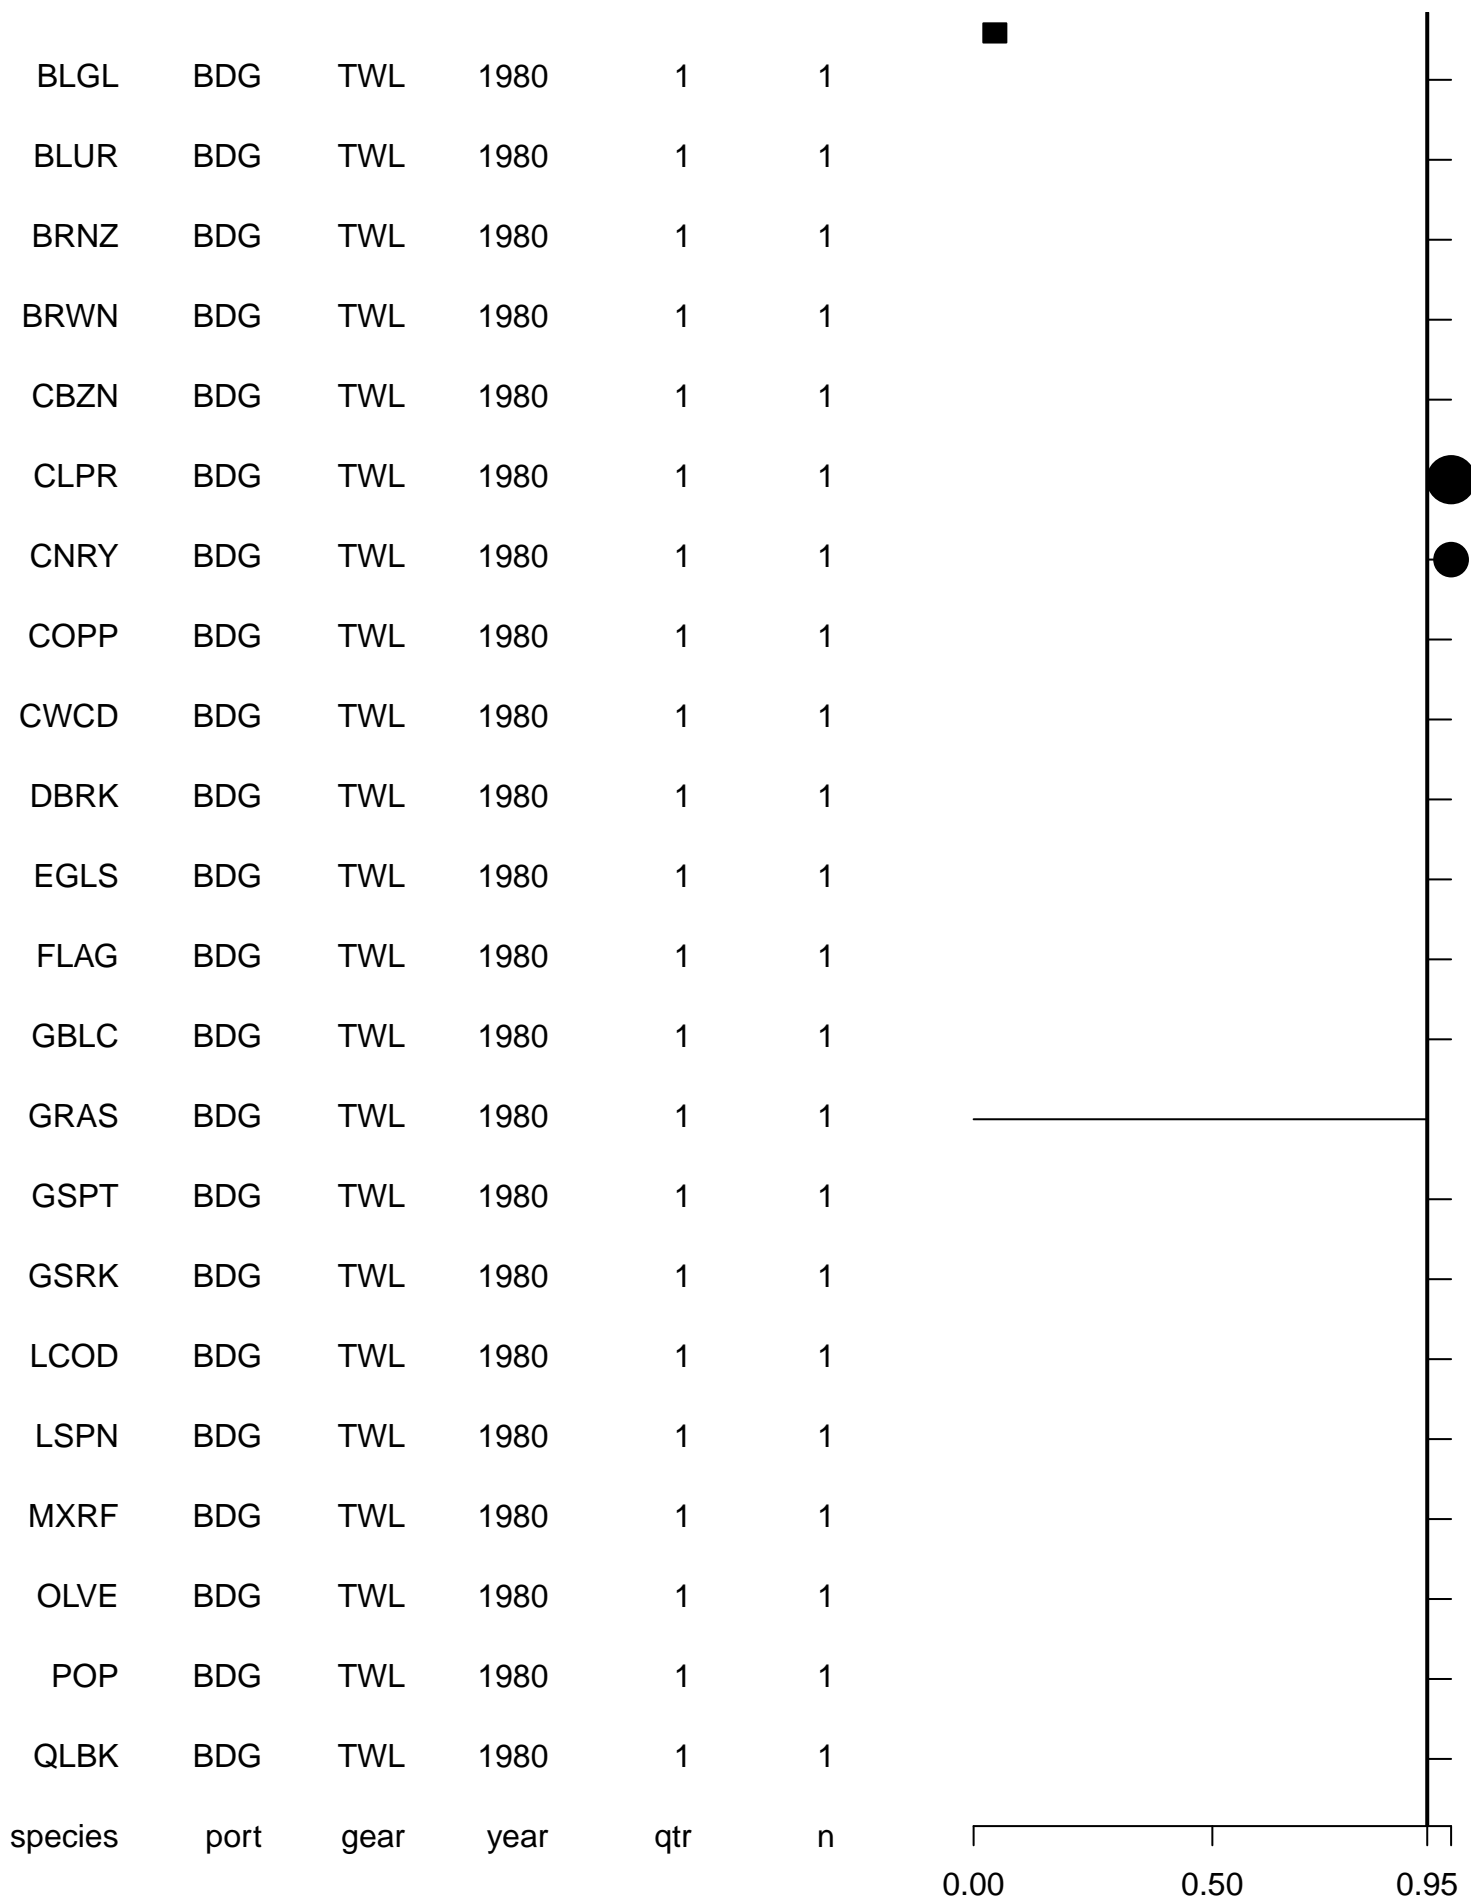 BLGL BDG TWL 1980 1 1
BLUR BDG TWL 1980 1 1
BRNZ BDG TWL 1980 1 1
BRWN BDG TWL 1980 1 1
CBZN BDG TWL 1980 1 1
CLPR BDG TWL 1980 1 1
CNRY BDG TWL 1980 1 1
COPP BDG TWL 1980 1 1
CWCD BDG TWL 1980 1 1
DBRK BDG TWL 1980 1 1
EGLS BDG TWL 1980 1 1
FLAG BDG TWL 1980 1 1
GBLC BDG TWL 1980 1 1
GRAS BDG TWL 1980 1 1
GSPT BDG TWL 1980 1 1
GSRK BDG TWL 1980 1 1
LCOD BDG TWL 1980 1 1
LSPN BDG TWL 1980 1 1
MXRF BDG TWL 1980 1 1
OLVE BDG TWL 1980 1 1
POP BDG TWL 1980 1 1
QLBK BDG TWL 1980 1 1
species port gear year qtr n
0.00 0.50 0.95